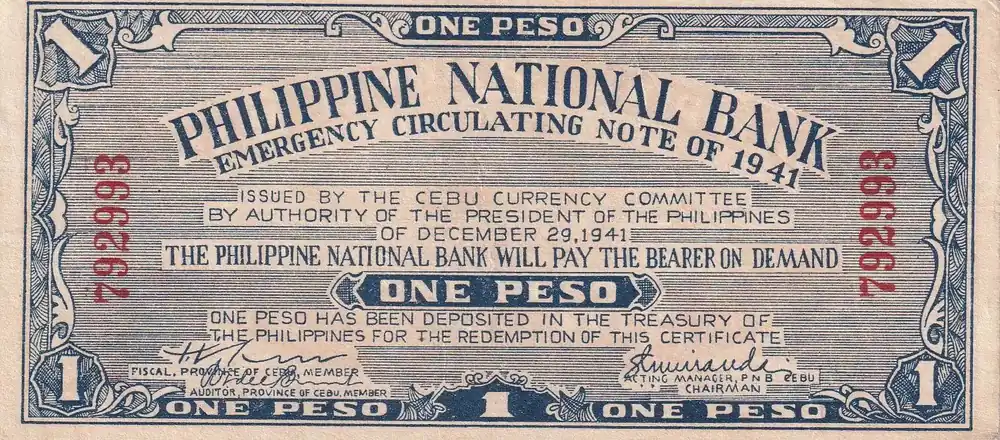 ONE PESO
1 1
PHILIPPINE NATIONAL BANK
EMERGENCY CIRCULATING NOTE OF 1941
792993 792993
ISSUED BY THE CEBU CURRENCY COMMITTEE
BY AUTHORITY OF THE PRESIDENT OF THE PHILIPPINES
OF DECEMBER 29, 1941
THE PHILIPPINE NATIONAL BANK WILL PAY THE BEARER ON DEMAND
ONE PESO
ONE PESO HAS BEEN DEPOSITED IN THE TREASURY OF
THE PHILIPPINES FOR THE REDEMPTION OF THIS CERTIFICATE
FISCAL, PROVINCE OF CEBU, MEMBER
AUDITOR, PROVINCE OF CEBU, MEMBER
ACTING MANAGER, PNB CEBU
CHAIRMAN
1 1
ONE PESO 1 ONE PESO